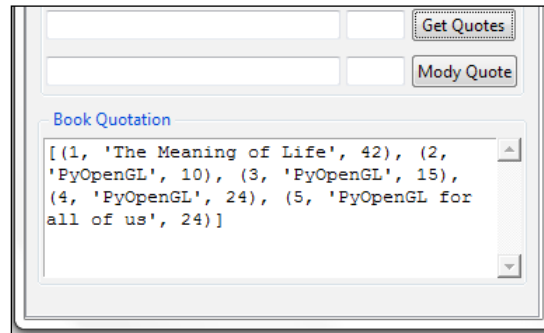 Get Quotes
Mody Quote
Book Quotation
[(1, 'The Meaning of Life', 42), (2,
'PyOpenGL', 10), (3, 'PyOpenGL', 15),
(4, 'PyOpenGL', 24), (5, 'PyOpenGL for
all of us', 24)]